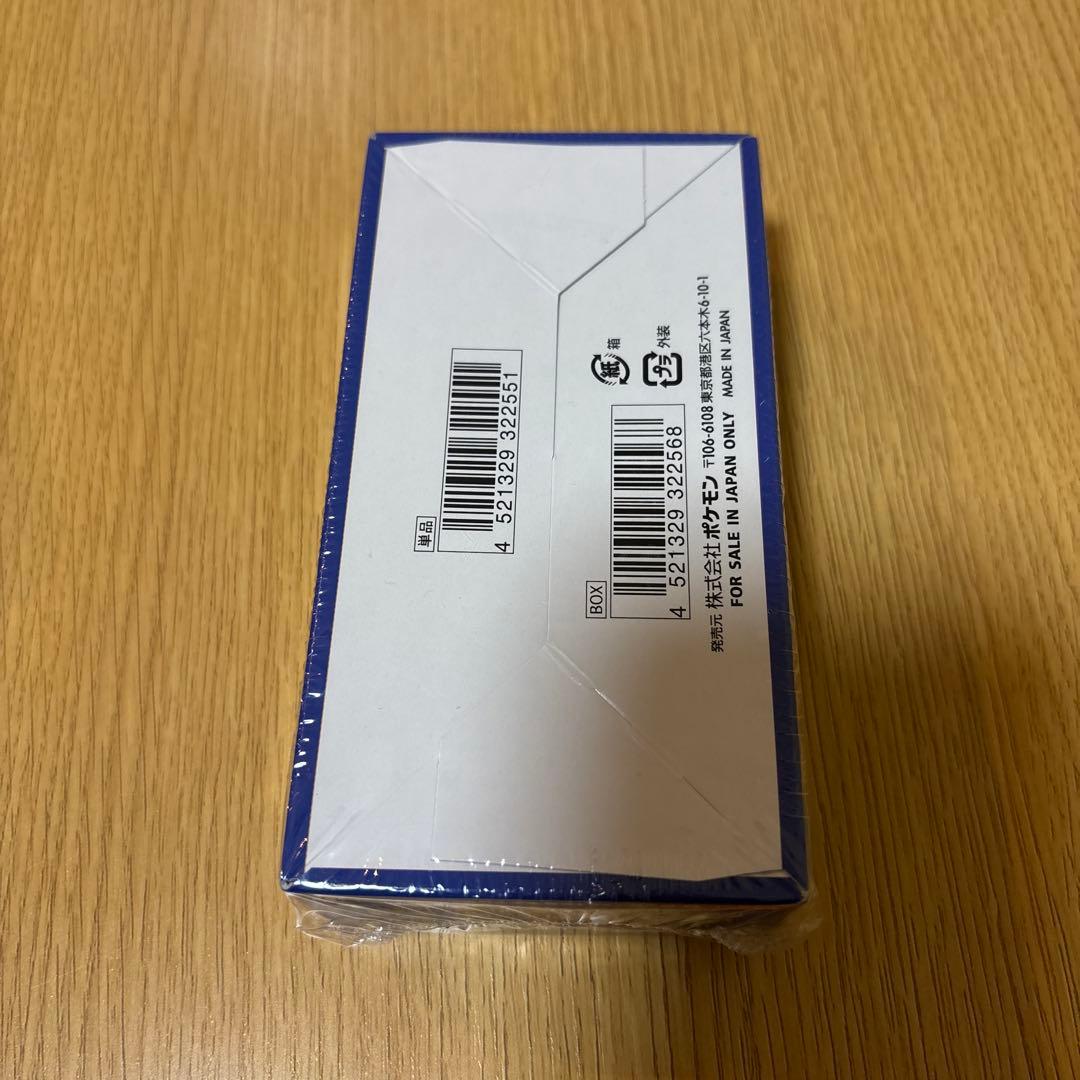 単品
4 521329 322551
BOX
4 521329 322568
紙 箱
プラ 外装
発売元 株式会社ポケモン 〒106-6108 東京都港区六本木6-10-1
FOR SALE IN JAPAN ONLY MADE IN JAPAN